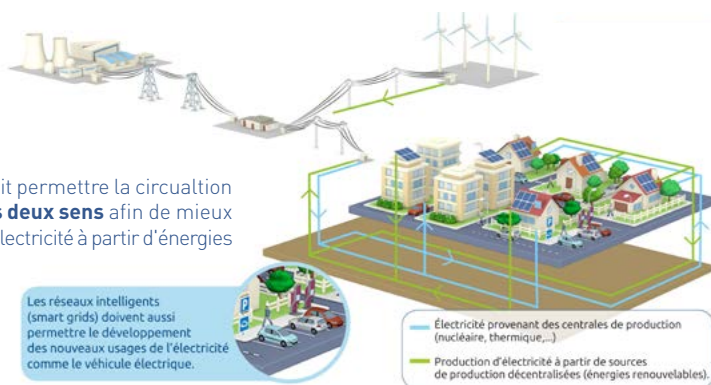 it permettre la circualtion
s deux sens afin de mieux
lectricité à partir d'énergies
Les réseaux intelligents
(smart grids) doivent aussi
permettre le développement
des nouveaux usages de l'électricité
comme le véhicule électrique.
P
Électricité provenant des centrales de production
(nucléaire, thermique,...)
Production d'électricité à partir de sources
de production décentralisées (énergies renouvelables).